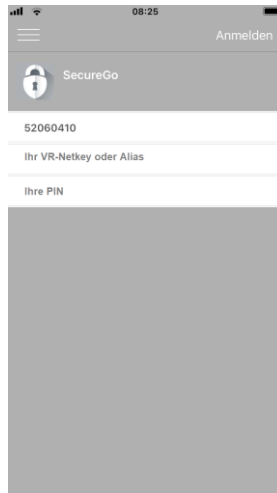 08:25
Anmelden
SecureGo
52060410
Ihr VR-Netkey oder Alias
Ihre PIN